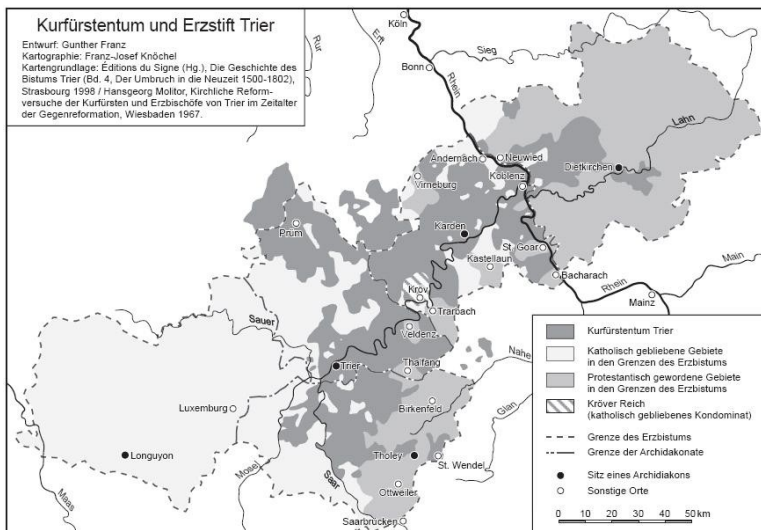 Kurfürstentum und Erzstift Trier
Entwurf: Gunther Franz
Kartographie: Franz-Josef Knöchel
Kartengrundlage: Éditions du Signe (Hg.), Die Geschichte des
Bistums Trier (Bd. 4, Der Umbruch in die Neuzeit 1500-1802),
Strasbourg 1998 / Hansgeorg Molitor, Kirchliche Reform-
versuche der Kurfürsten und Erzbischöfe von Trier im Zeitalter
der Gegenreformation, Wiesbaden 1967.
Köln
Rur
Erft
Sieg
Bonn
Rhein
Lahn
Andernach
Neuwied
Dietkirchen
Koblenz
Virneburg
Prüm
Karden
St. Goar
Kastellaun
Bacharach
Main
Rhein
Mainz
Kröv
Trarbach
Sauer
Veldenz
Trier
Thalfang
Nahe
Luxemburg
Birkenfeld
Glan
Longuyon
Mosel
Tholey
St. Wendel
Maas
Saar
Ottweiler
Saarbrücken
Kurfürstentum Trier
Katholisch gebliebene Gebiete
in den Grenzen des Erzbistums
Protestantisch gewordene Gebiete
in den Grenzen des Erzbistums
Kröver Reich
(katholisch gebliebenes Kondominat)
Grenze des Erzbistums
Grenze der Archidiakonate
Sitz eines Archidiakons
Sonstige Orte
0 10 20 30 40 50 km